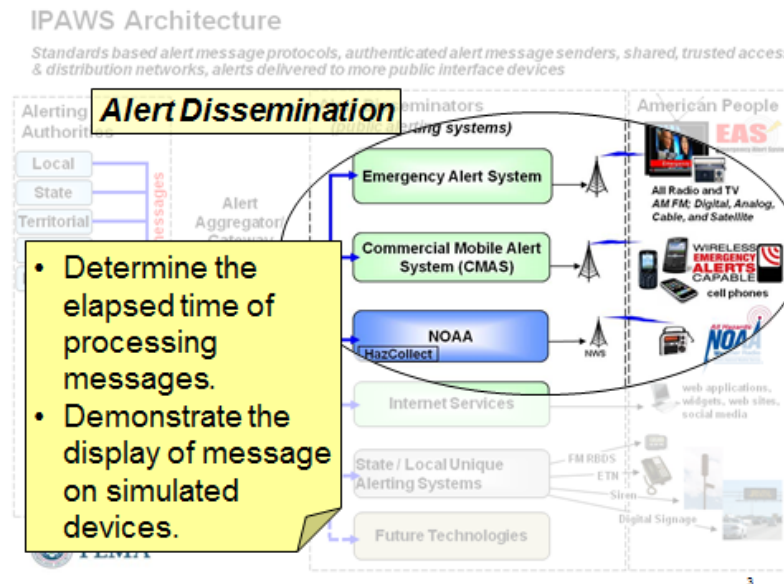 IPAWS Architecture
Standards based alert message protocols, authenticated alert message senders, shared, trusted access
& distribution networks, alerts delivered to more public interface devices
Alert Dissemination
Alerting
Authorities
Local
State
Territorial
messages
Alert
Aggregator/
Gateway
Disseminators
(public alerting systems)
Emergency Alert System
Commercial Mobile Alert
System (CMAS)
NOAA
HazCollect
Internet Services
State / Local Unique
Alerting Systems
Future Technologies
NWS
FM RBDS
ETN
Siren
Digital Signage
American People
EAS
All Radio and TV
AM FM; Digital, Analog,
Cable, and Satellite
WIRELESS
EMERGENCY
ALERTS
CAPABLE
cell phones
All Hazards
NOAA
web applications,
widgets, web sites,
social media
• Determine the
elapsed time of
processing
messages.
• Demonstrate the
display of message
on simulated
devices.
FEMA
3